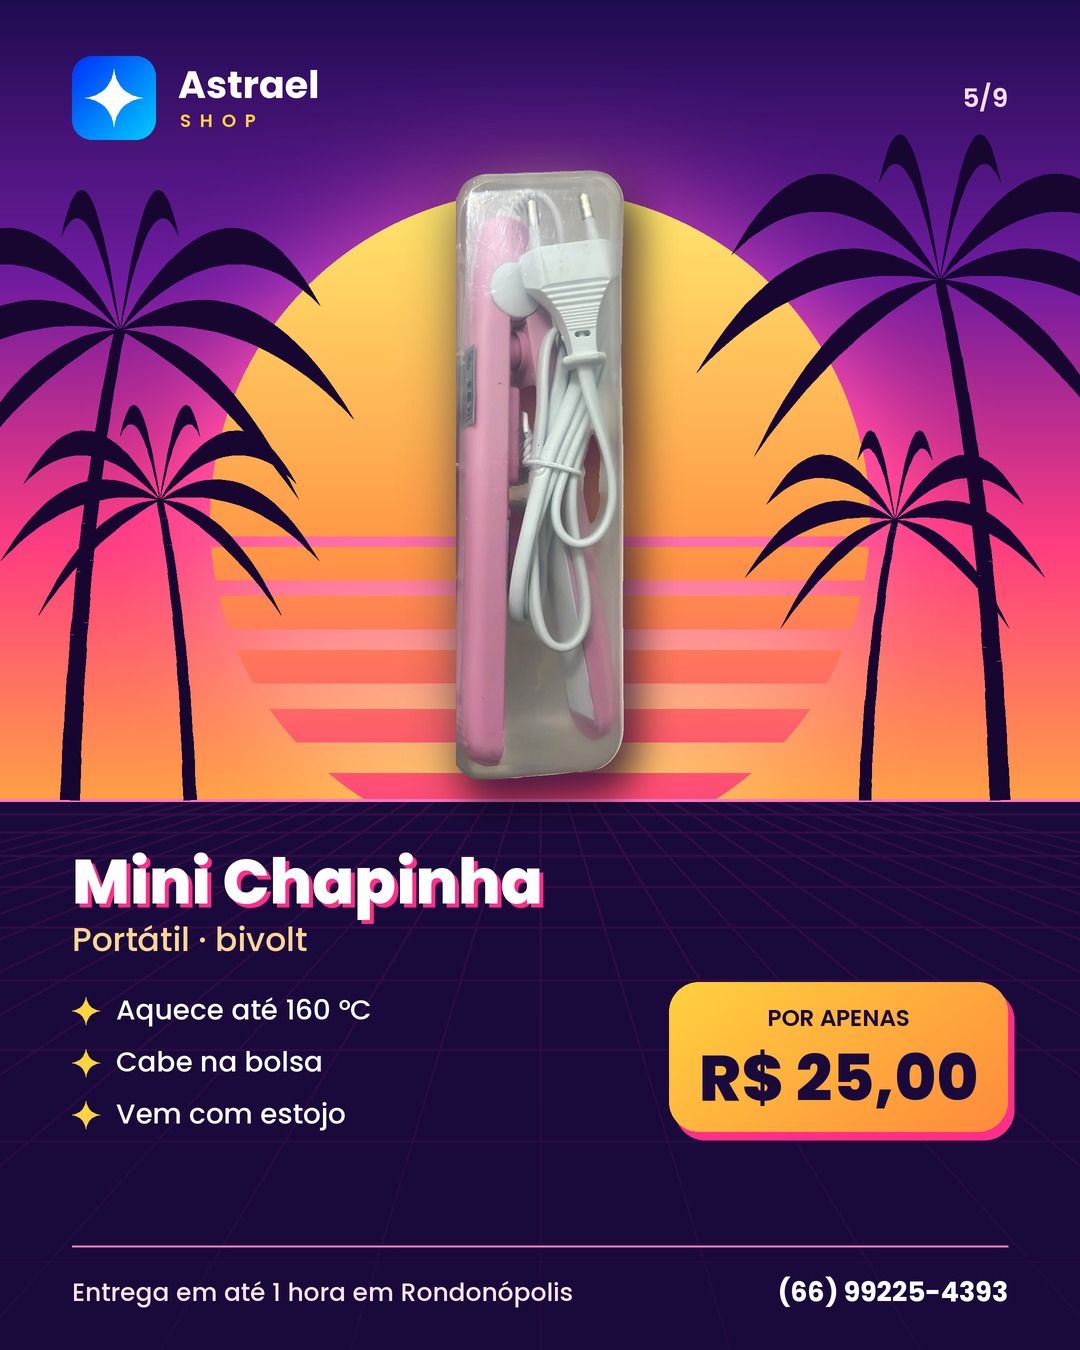 Astrael
SHOP
5/9
Mini Chapinha
Portátil · bivolt
Aquece até 160 °C
Cabe na bolsa
Vem com estojo
POR APENAS
R$ 25,00
Entrega em até 1 hora em Rondonópolis
(66) 99225-4393